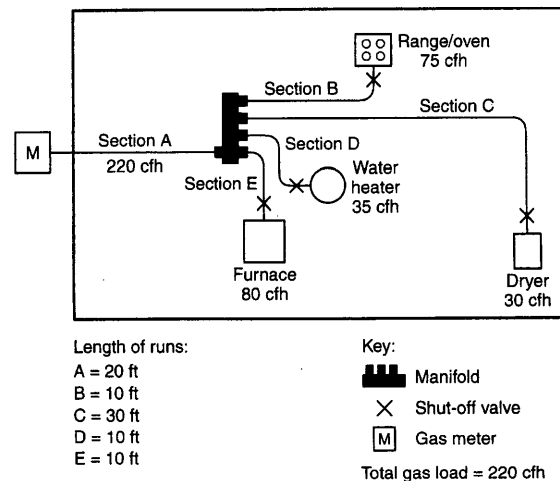 Range/oven
75 cfh
Section B
Section C
Section A
Section D
M
220 cfh
Water
heater
35 cfh
Section E
Furnace
80 cfh
Dryer
30 cfh
Length of runs:
A = 20 ft
B = 10 ft
C = 30 ft
D = 10 ft
E = 10 ft
Key:
Manifold
Shut-off valve
M Gas meter
Total gas load = 220 cfh